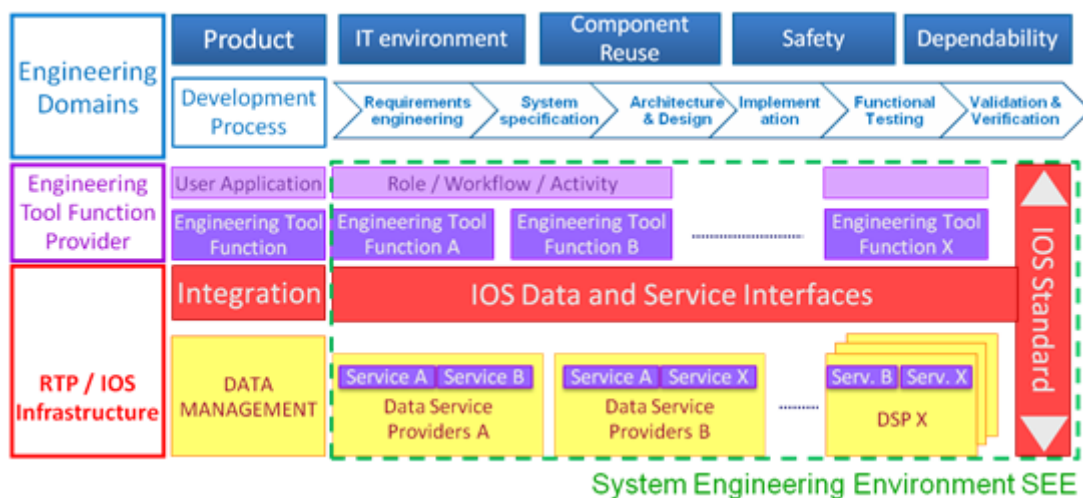 Engineering
Domains
Product
IT environment
Component
Reuse
Safety
Dependability
Development
Process
Requirements
engineering
System
specification
Architecture
& Design
Implement
ation
Functional
Testing
Validation &
Verification
Engineering
Tool Function
Provider
User Application
Role / Workflow / Activity
Engineering Tool
Function
Engineering Tool
Function A
Engineering Tool
Function B
Engineering Tool
Function X
IOS Standard
RTP / IOS
Infrastructure
Integration
IOS Data and Service Interfaces
DATA
MANAGEMENT
Service A
Service B
Data Service
Providers A
Service A
Service X
Data Service
Providers B
Serv. B
Serv. X
DSP X
System Engineering Environment SEE